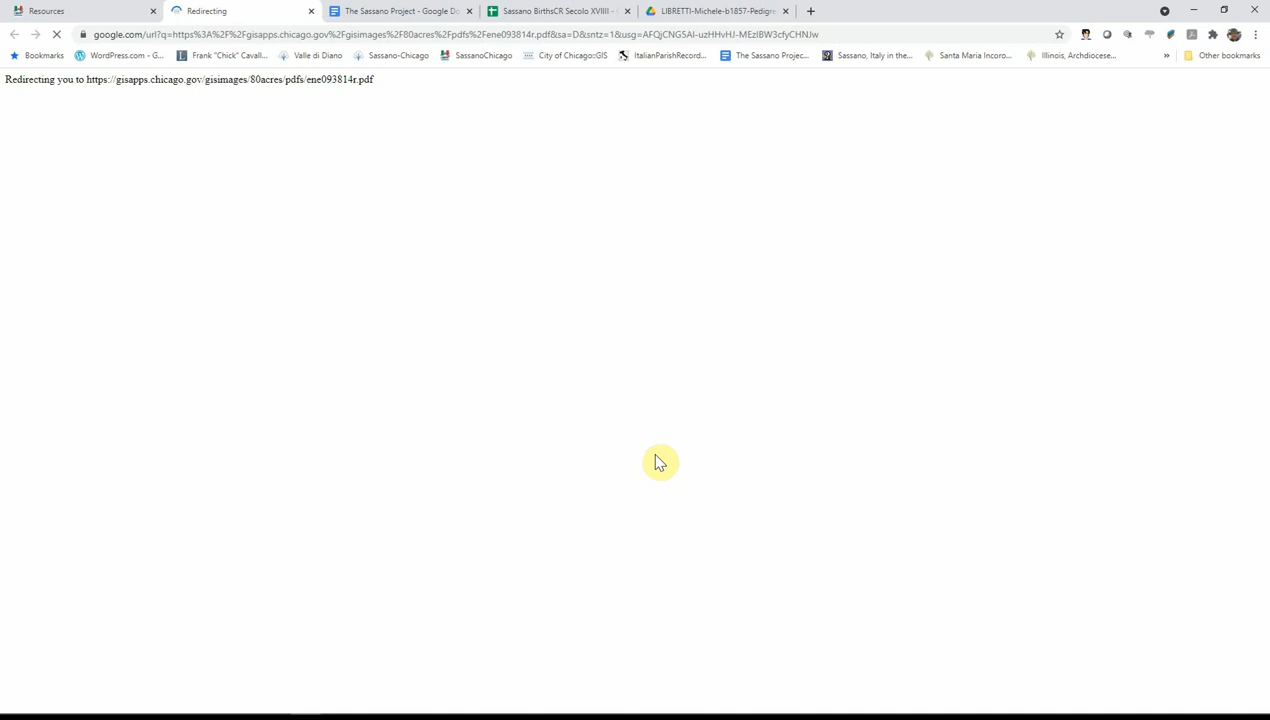 Resources
Redirecting
The Sassano Project - Google Do
Sassano BirthsCR Secolo XVIIII -
LIBRETTI-Michele-b1857-Pedigre
google.com/url?q=https%3A%2F%2Fgisapps.chicago.gov%2Fgisimages%2F80acres%2Fpdfs%2Fene093814r.pdf&sa=D&sntz=1&usg=AFQjCNG5AI-uzHHvHJ-MEzlBW3cfyCHNJw
Bookmarks
WordPress.com - G...
Frank "Chick" Cavall...
Valle di Diano
Sassano-Chicago
SassanoChicago
City of Chicago::GIS
ItalianParishRecord...
The Sassano Projec...
Sassano, Italy in the...
Santa Maria Incoro...
Illinois, Archdiocese...
»
Other bookmarks
Redirecting you to https://gisapps.chicago.gov/gisimages/80acres/pdfs/ene093814r.pdf